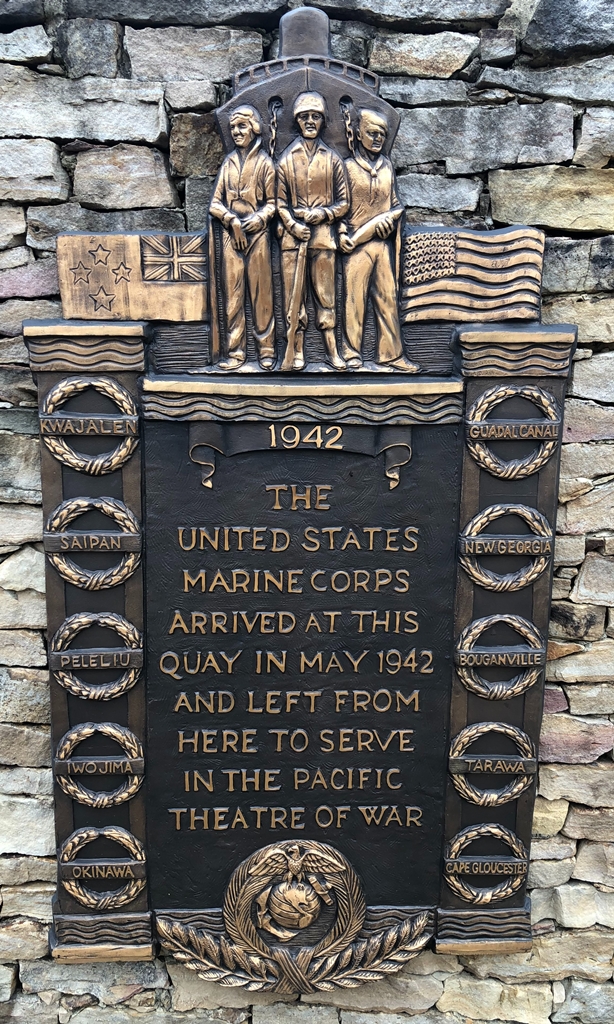 1942
THE
UNITED STATES
MARINE CORPS
ARRIVED AT THIS
QUAY IN MAY 1942
AND LEFT FROM
HERE TO SERVE
IN THE PACIFIC
THEATRE OF WAR
KWAJALEN
SAIPAN
PELELIU
IWO JIMA
OKINAWA
GUADALCANAL
NEW GEORGIA
BOUGANVILLE
TARAWA
CAPE GLOUCESTER